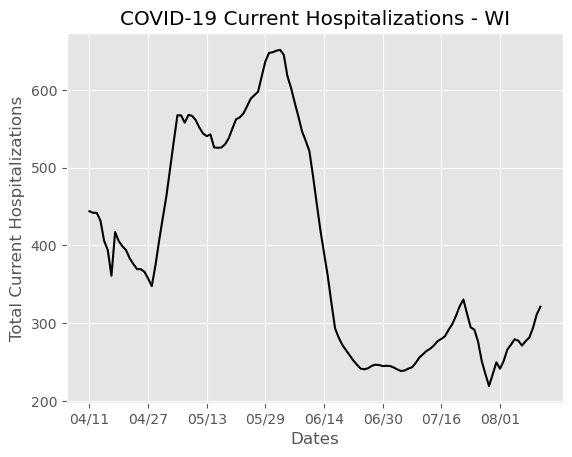 COVID-19 Current Hospitalizations - WI
Total Current Hospitalizations
600
500
400
300
200
04/11 04/27 05/13 05/29 06/14 06/30 07/16 08/01
Dates